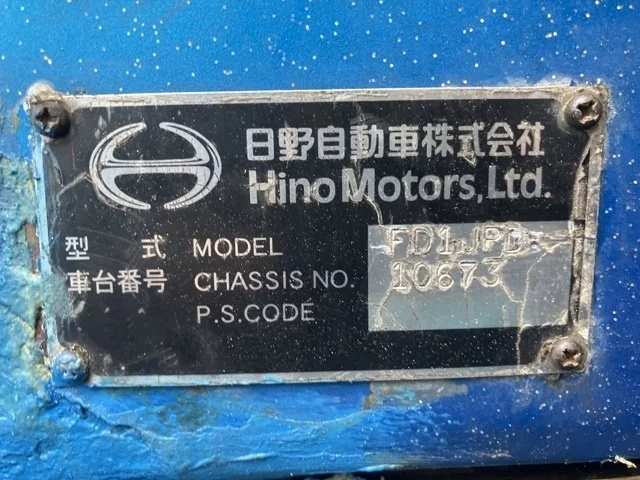 日野自動車株式会社
Hino Motors, Ltd.
型 式 MODEL FD1JPB
車台番号 CHASSIS NO. 10673
P.S.CODE